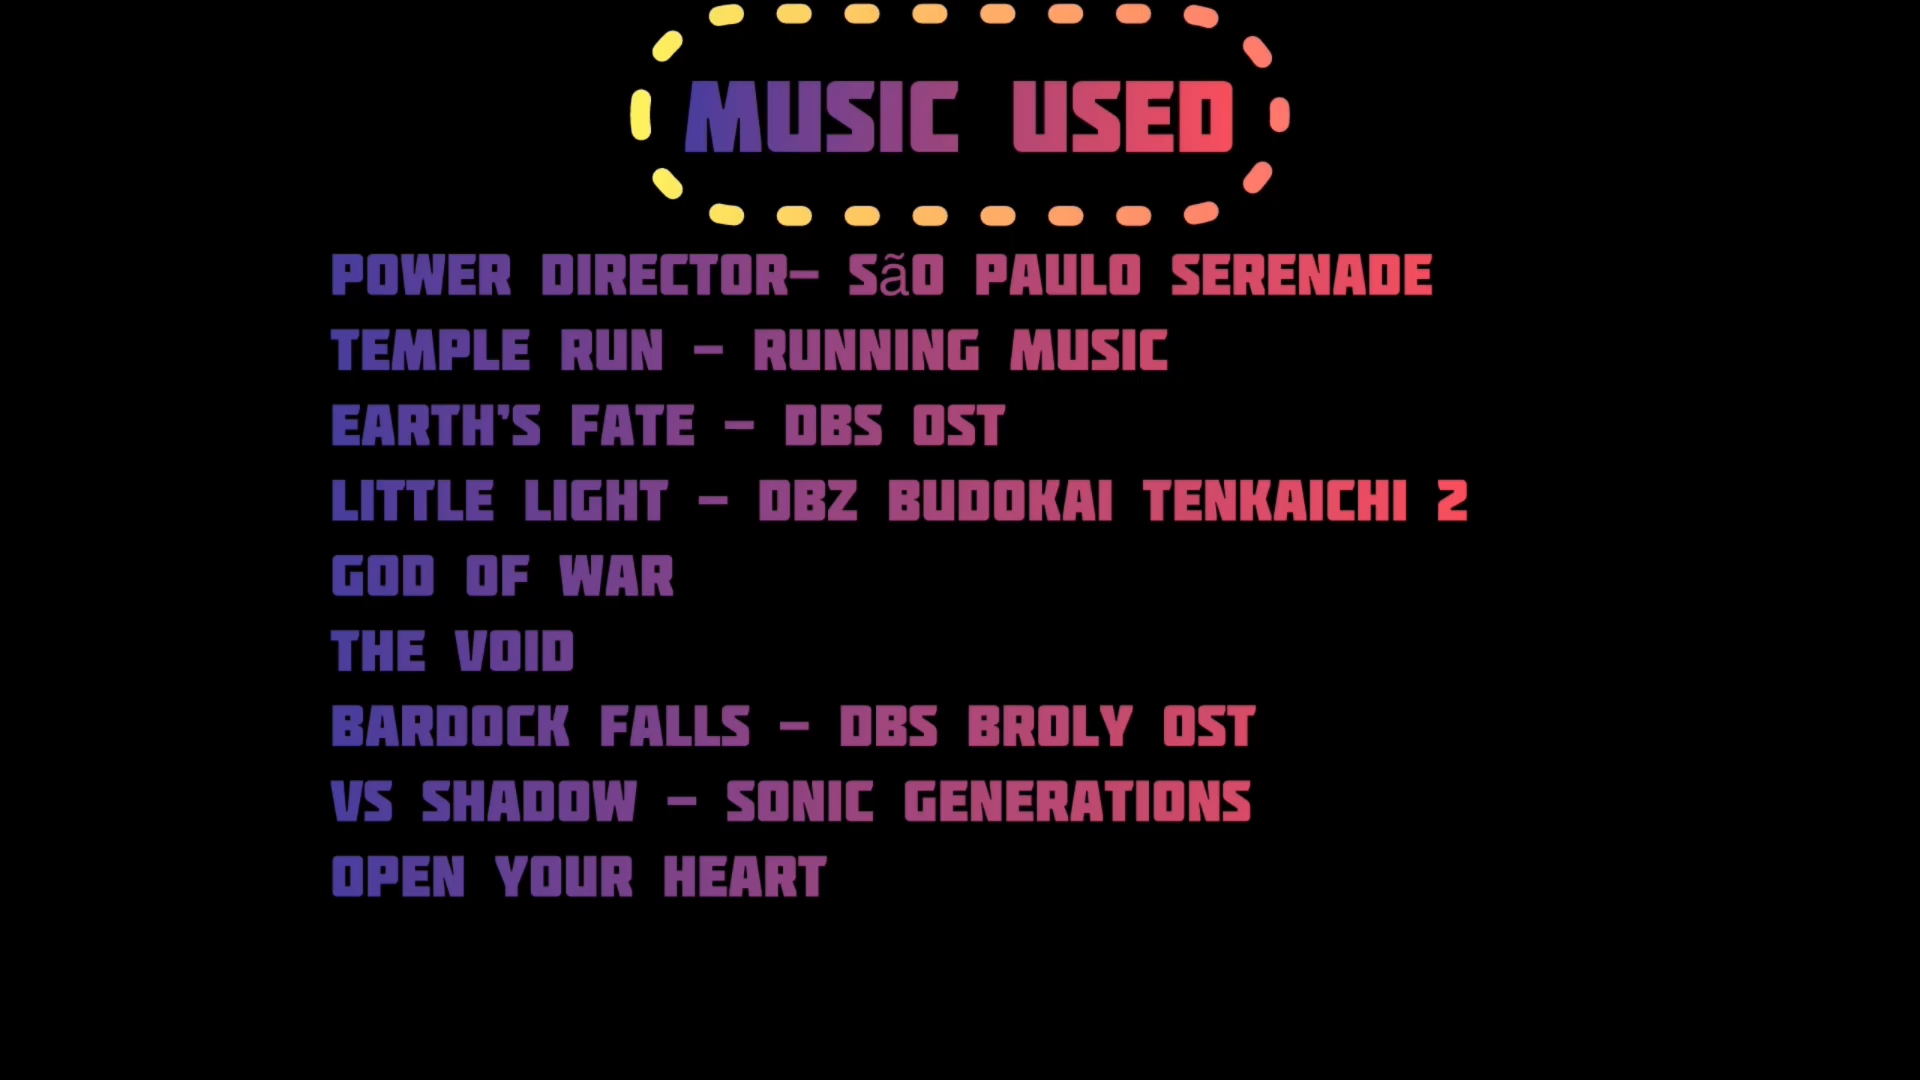 MUSIC USED
POWER DIRECTOR- SãO PAULO SERENADE
TEMPLE RUN - RUNNING MUSIC
EARTH'S FATE - DBS OST
LITTLE LIGHT - DBZ BUDOKAI TENKAICHI 2
GOD OF WAR
THE VOID
BARDOCK FALLS - DBS BROLY OST
VS SHADOW - SONIC GENERATIONS
OPEN YOUR HEART